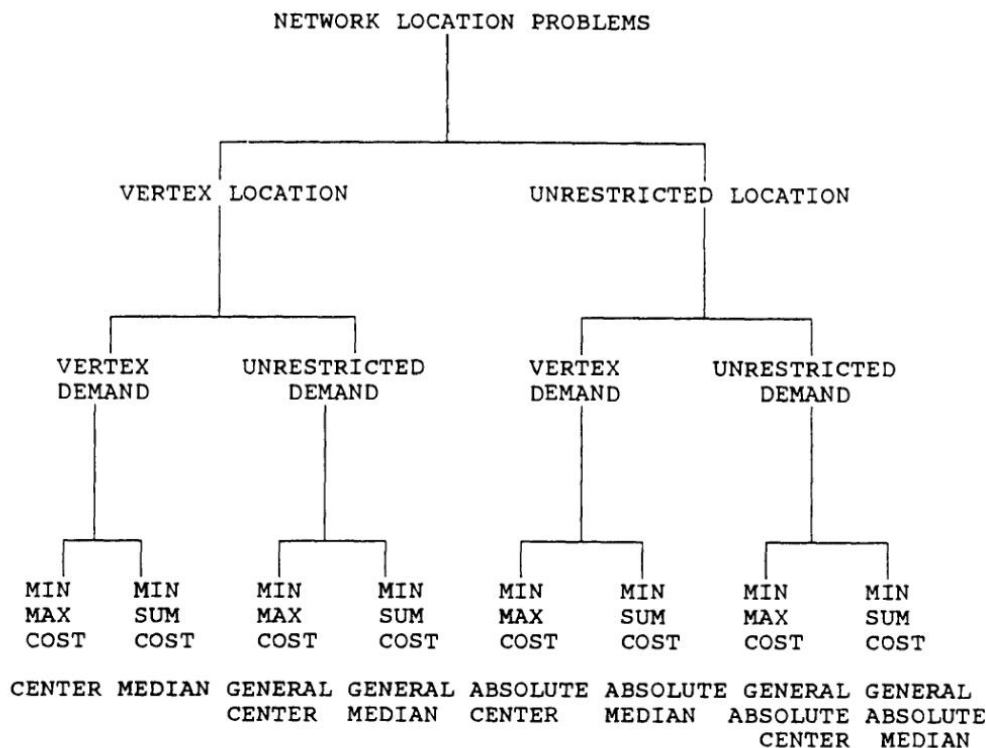 NETWORK LOCATION PROBLEMS
VERTEX LOCATION UNRESTRICTED LOCATION
VERTEX UNRESTRICTED VERTEX UNRESTRICTED
DEMAND DEMAND DEMAND DEMAND
MIN MIN MIN MIN MIN MIN MIN MIN
MAX SUM MAX SUM MAX SUM MAX SUM
COST COST COST COST COST COST COST COST
CENTER MEDIAN GENERAL GENERAL ABSOLUTE ABSOLUTE GENERAL GENERAL
CENTER MEDIAN CENTER MEDIAN ABSOLUTE ABSOLUTE
CENTER MEDIAN